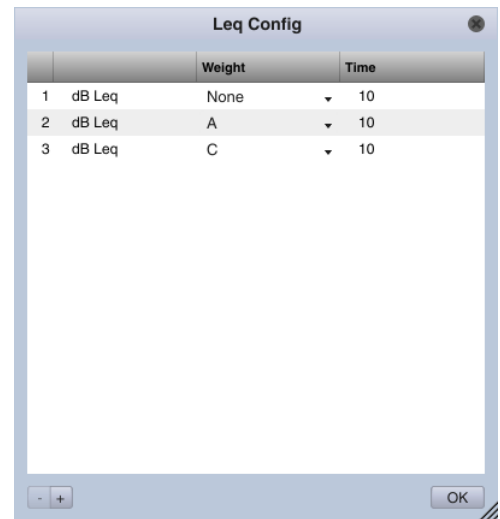 Leq Config
Weight Time
1 dB Leq None 10
2 dB Leq A 10
3 dB Leq C 10
- + OK